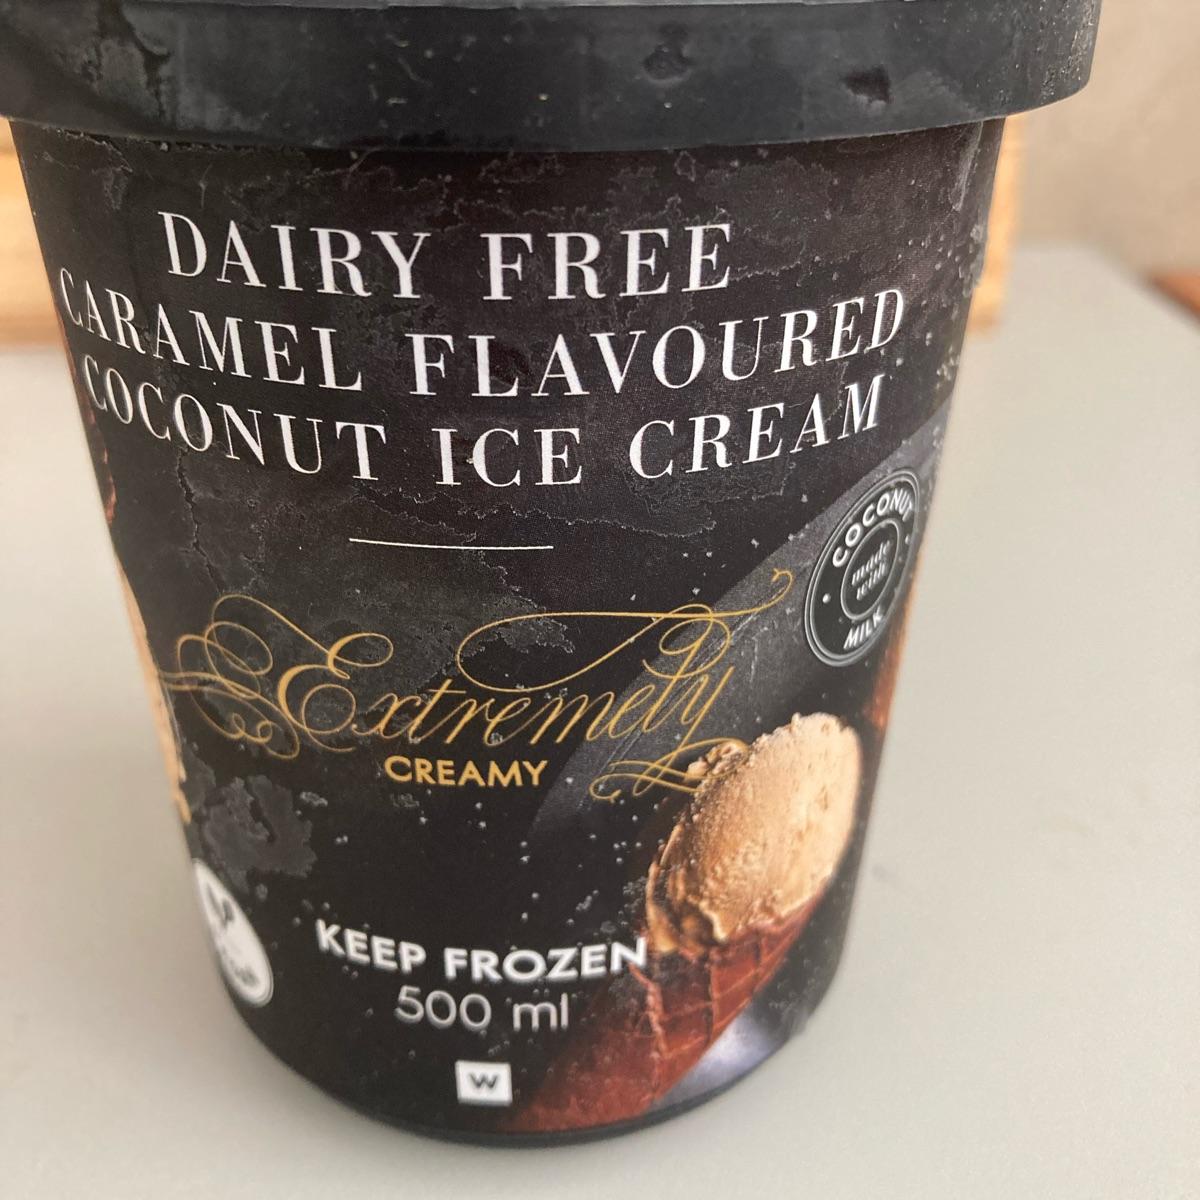 DAIRY FREE
CARAMEL FLAVOURED
COCONUT ICE CREAM
COCONUT
made
with
MILK
Extremely
CREAMY
KEEP FROZEN
500 ml
W